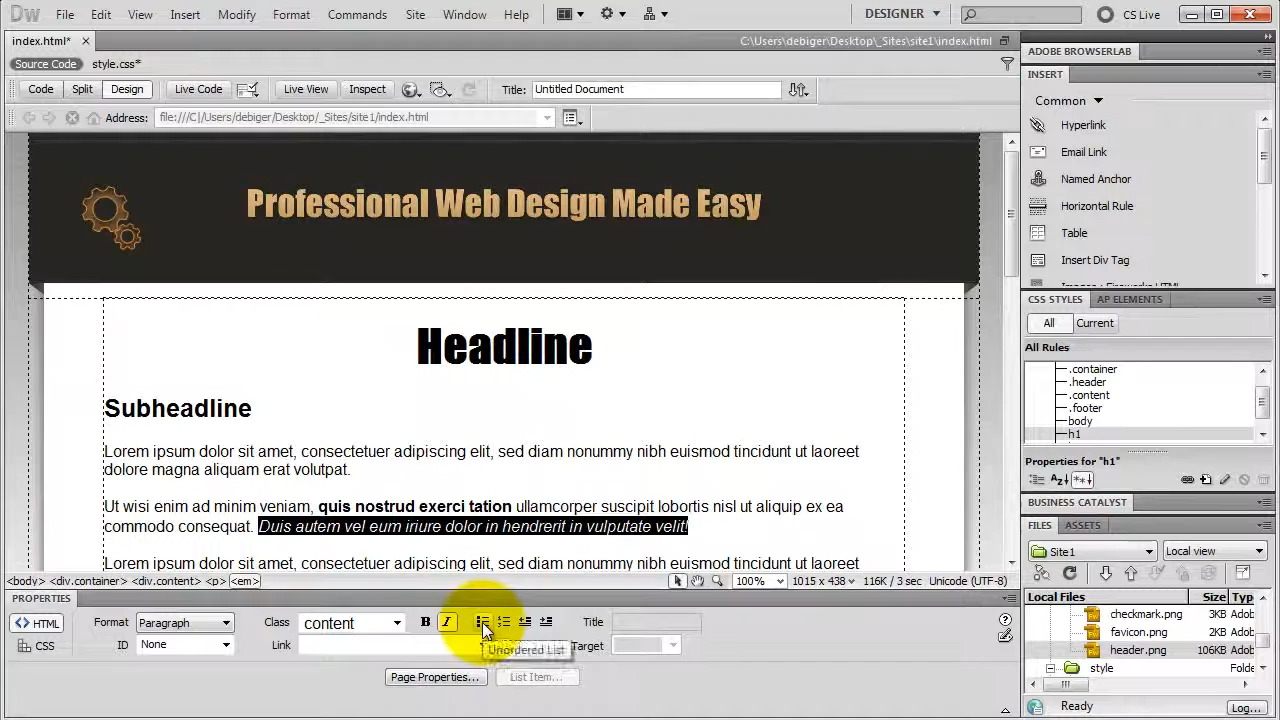 Dw File Edit View Insert Modify Format Commands Site Window Help DESIGNER CS Live
index.html* C:\Users\debiger\Desktop\_Sites\site1\index.html
Source Code style.css*
Code Split Design Live Code Live View Inspect Title: Untitled Document
Address: file:///C|/Users/debiger/Desktop/_Sites/site1/index.html
Professional Web Design Made Easy
Headline
Subheadline
Lorem ipsum dolor sit amet, consectetuer adipiscing elit, sed diam nonummy nibh euismod tincidunt ut laoreet
dolore magna aliquam erat volutpat.
Ut wisi enim ad minim veniam, quis nostrud exerci tation ullamcorper suscipit lobortis nisl ut aliquip ex ea
commodo consequat. Duis autem vel eum iriure dolor in hendrerit in vulputate velit!
Lorem ipsum dolor sit amet, consectetuer adipiscing elit, sed diam nonummy nibh euismod tincidunt ut laoreet
<body> <div.container> <div.content> <p> <em> 100% 1015 x 438 116K / 3 sec Unicode (UTF-8)
PROPERTIES
HTML Format Paragraph Class content B I Title
CSS ID None Link Target
Unordered List
Page Properties... List Item...
ADOBE BROWSERLAB
INSERT
Common
Hyperlink
Email Link
Named Anchor
Horizontal Rule
Table
Insert Div Tag
CSS STYLES AP ELEMENTS
All Current
All Rules
.container
.header
.content
.footer
body
h1
Properties for "h1"
BUSINESS CATALYST
FILES ASSETS
Site1 Local view
Local Files Size Type
checkmark.png 3KB Adob
favicon.png 2KB Adob
header.png 106KB Adob
style Folde
Ready Log...